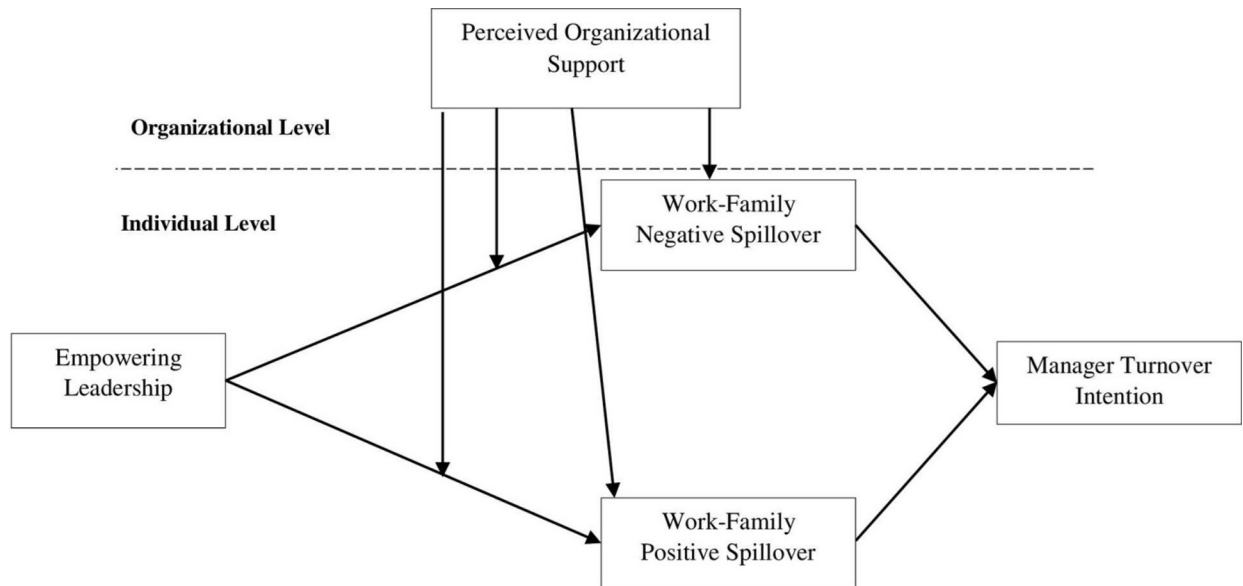 Perceived Organizational
Support
Organizational Level
Individual Level
Work-Family
Negative Spillover
Empowering
Leadership
Manager Turnover
Intention
Work-Family
Positive Spillover